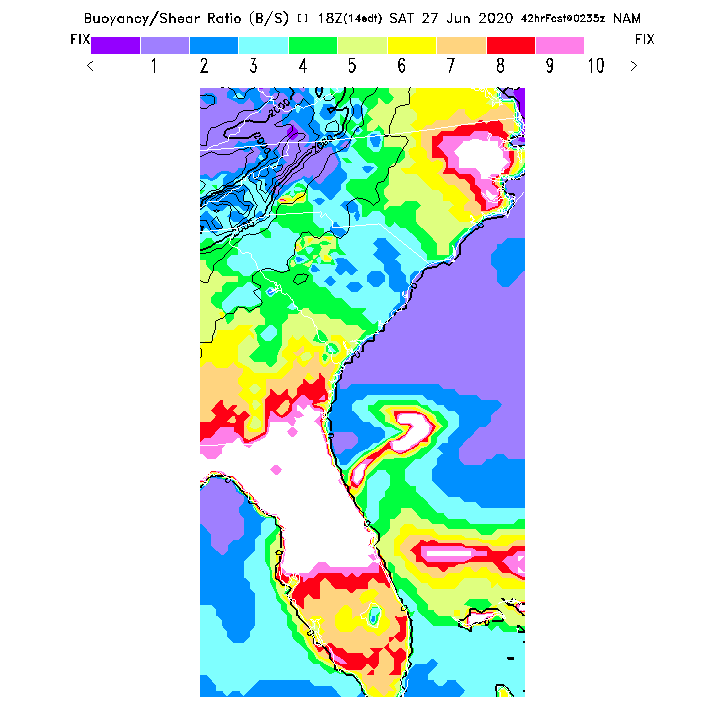 Buoyancy/Shear Ratio (B/S) [] 18Z(14edt) SAT 27 Jun 2020 42hrFcst@0235z NAM
FIX FIX
< 1 2 3 4 5 6 7 8 9 10 >
2000